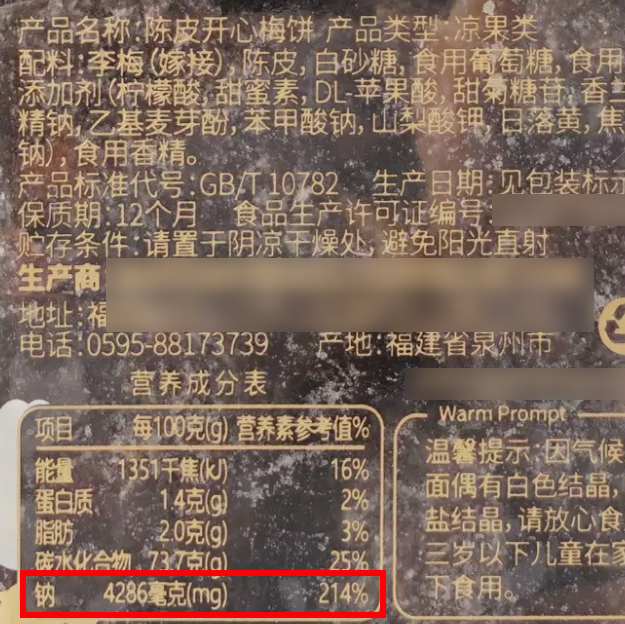 产品名称:陈皮开心梅饼 产品类型:凉果类
配料:李梅(嫁接),陈皮,白砂糖,食用葡萄糖,食用
添加剂(柠檬酸,甜蜜素,DL-苹果酸,甜菊糖苷,香兰
精钠,乙基麦芽酚,苯甲酸钠,山梨酸钾,日落黄,焦
钠),食用香精。
产品标准代号:GB/T 10782 生产日期:见包装标示
保质期:12个月 食品生产许可证编号
贮存条件:请置于阴凉干燥处,避免阳光直射
生产商
地址:福
电话:0595-88173739 产地:福建省泉州市
营养成分表
项目 每100克(g) 营养素参考值%
能量 1351千焦(kJ) 16%
蛋白质 1.4克(g) 2%
脂肪 2.0克(g) 3%
碳水化合物 73.7克(g) 25%
钠 4286毫克(mg) 214%
Warm Prompt
温馨提示:因气候
面偶有白色结晶,
盐结晶,请放心食
三岁以下儿童在家
下食用。